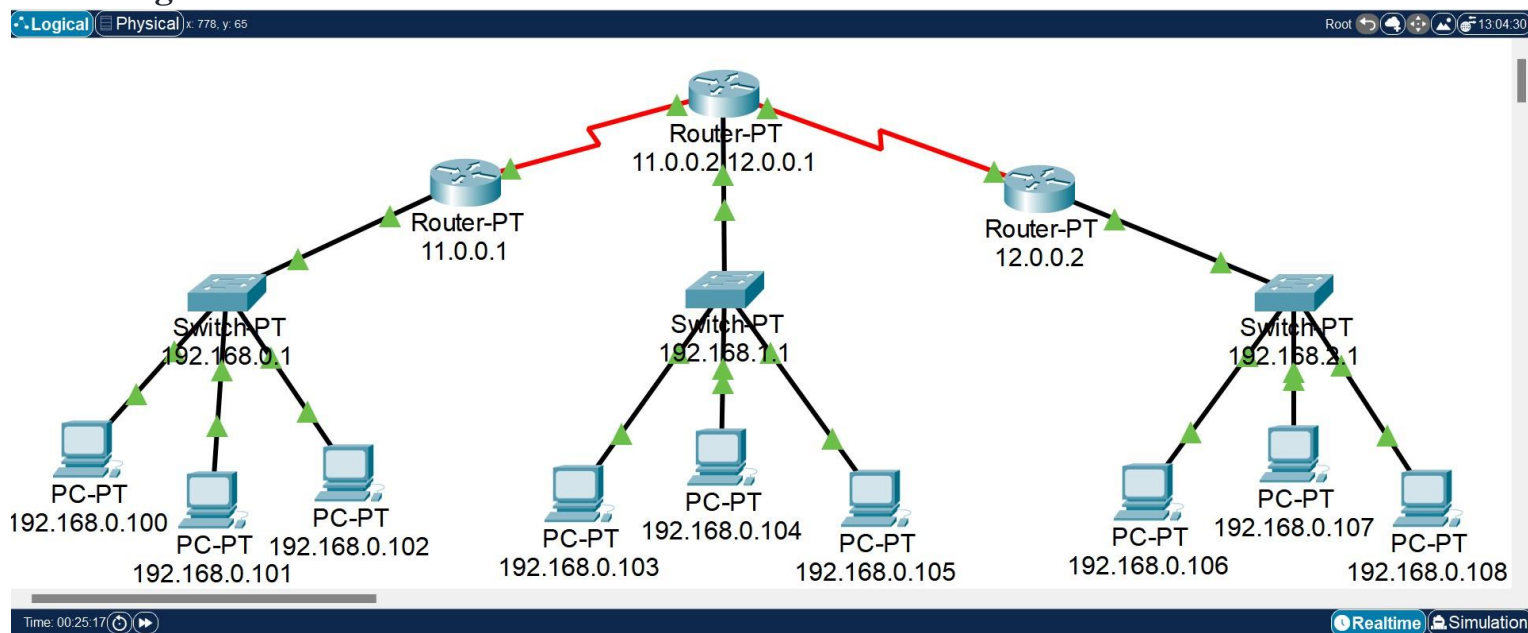 Logical Physical x: 778, y: 65 Root 13:04:30
Router-PT
11.0.0.2 12.0.0.1
Router-PT
11.0.0.1
Router-PT
12.0.0.2
Switch-PT
192.168.0.1
Switch-PT
192.168.1.1
Switch-PT
192.168.2.1
PC-PT
192.168.0.100
PC-PT
192.168.0.101
PC-PT
192.168.0.102
PC-PT
192.168.0.103
PC-PT
192.168.0.104
PC-PT
192.168.0.105
PC-PT
192.168.0.106
PC-PT
192.168.0.107
PC-PT
192.168.0.108
Time: 00:25:17 Realtime Simulation